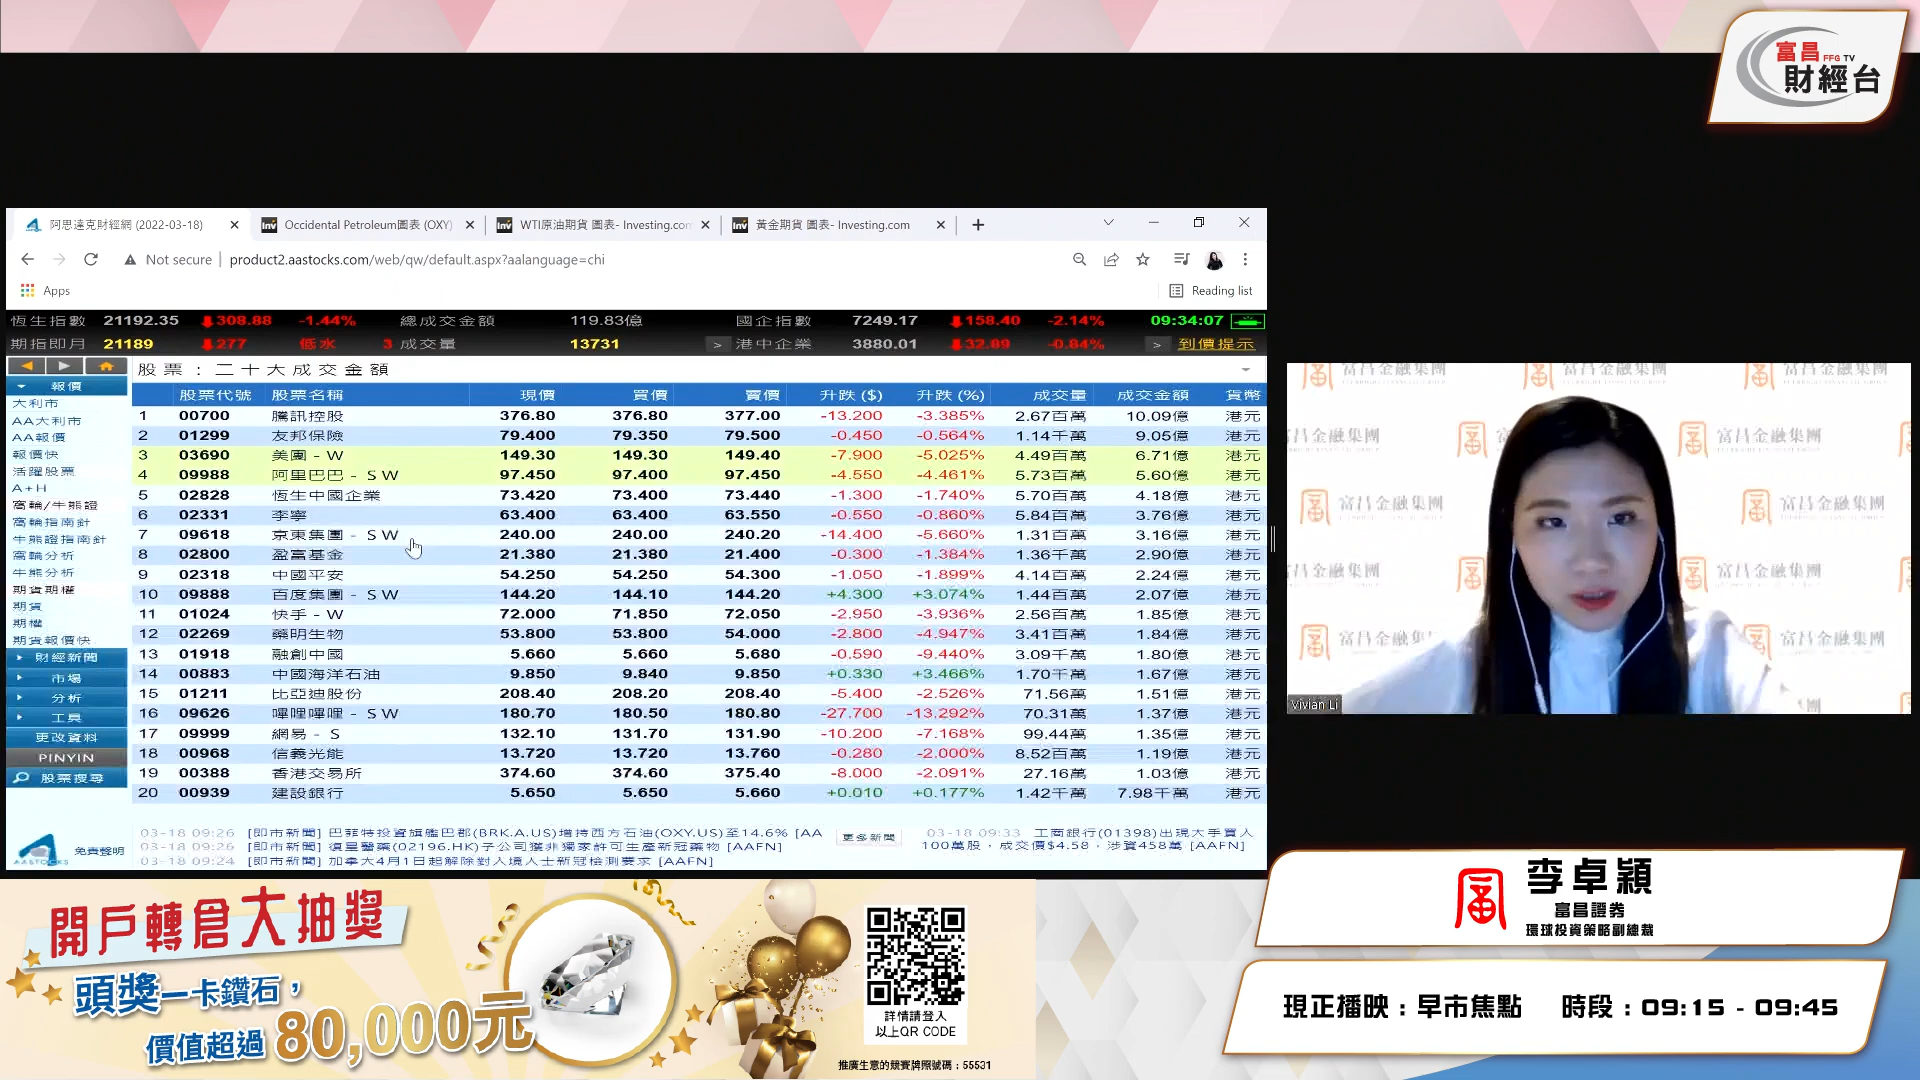 富昌 FFG TV
財經台
阿思達克財經網 (2022-03-18)
Occidental Petroleum圖表 (OXY)
WTI原油期貨 圖表- Investing.com
黃金期貨 圖表- Investing.com
Not secure
product2.aastocks.com/web/qw/default.aspx?aalanguage=chi
Apps
Reading list
恆生指數 21192.35 308.88 -1.44% 總成交金額 119.83億 國企指數 7249.17 158.40 -2.14% 09:34:07
期指即月 21189 277 低水 3 成交量 13731 > 港中企業 3880.01 32.89 -0.84% > 到價提示
股票:二十大成交金額
股票代號 股票名稱 現價 買價 賣價 升跌 ($) 升跌 (%) 成交量 成交金額 貨幣
1 00700 騰訊控股 376.80 376.80 377.00 -13.200 -3.385% 2.67百萬 10.09億 港元
2 01299 友邦保險 79.400 79.350 79.500 -0.450 -0.564% 1.14千萬 9.05億 港元
3 03690 美團 - W 149.30 149.30 149.40 -7.900 -5.025% 4.49百萬 6.71億 港元
4 09988 阿里巴巴 - SW 97.450 97.400 97.450 -4.550 -4.461% 5.73百萬 5.60億 港元
5 02828 恆生中國企業 73.420 73.400 73.440 -1.300 -1.740% 5.70百萬 4.18億 港元
6 02331 李寧 63.400 63.400 63.550 -0.550 -0.860% 5.84百萬 3.76億 港元
7 09618 京東集團 - SW 240.00 240.00 240.20 -14.400 -5.660% 1.31百萬 3.16億 港元
8 02800 盈富基金 21.380 21.380 21.400 -0.300 -1.384% 1.36千萬 2.90億 港元
9 02318 中國平安 54.250 54.250 54.300 -1.050 -1.899% 4.14百萬 2.24億 港元
10 09888 百度集團 - SW 144.20 144.10 144.20 +4.300 +3.074% 1.44百萬 2.07億 港元
11 01024 快手 - W 72.000 71.850 72.050 -2.950 -3.936% 2.56百萬 1.85億 港元
12 02269 藥明生物 53.800 53.800 54.000 -2.800 -4.947% 3.41百萬 1.84億 港元
13 01918 融創中國 5.660 5.660 5.680 -0.590 -9.440% 3.09千萬 1.80億 港元
14 00883 中國海洋石油 9.850 9.840 9.850 +0.330 +3.466% 1.70千萬 1.67億 港元
15 01211 比亞迪股份 208.40 208.20 208.40 -5.400 -2.526% 71.56萬 1.51億 港元
16 09626 嗶哩嗶哩 - SW 180.70 180.50 180.80 -27.700 -13.292% 70.31萬 1.37億 港元
17 09999 網易 - S 132.10 131.70 131.90 -10.200 -7.168% 99.44萬 1.35億 港元
18 00968 信義光能 13.720 13.720 13.760 -0.280 -2.000% 8.52百萬 1.19億 港元
19 00388 香港交易所 374.60 374.60 375.40 -8.000 -2.091% 27.16萬 1.03億 港元
20 00939 建設銀行 5.650 5.650 5.660 +0.010 +0.177% 1.42千萬 7.98千萬 港元
報價
大利市
AA大利市
AA報價
報價快
活躍股票
A+H
窩輪/牛熊證
窩輪指南針
牛熊證指南針
窩輪分析
牛熊分析
期貨期權
期貨
期權
期貨報價快
財經新聞
市場
分析
工具
更改資料
PINYIN
股票搜尋
AASTOCKS
免責聲明
03-18 09:26 [即市新聞] 巴菲特投資旗艦巴郡(BRK.A.US)增持西方石油(OXY.US)至14.6% [AA
03-18 09:26 [即市新聞] 復星醫藥(02196.HK)子公司獲非獨家許可生產新冠藥物 [AAFN]
03-18 09:24 [即市新聞] 加拿大4月1日起解除對入境人士新冠檢測要求 [AAFN]
更多新聞
03-18 09:33 工商銀行(01398)出現大手買入
100萬股，成交價$4.58，涉資458萬 [AAFN]
富昌金融集團
富昌金融集團
富昌金融集團
富昌金融集團
富昌金融集團
Vivian Li
開戶轉倉大抽獎
頭獎一卡鑽石，
價值超過80,000元
詳情請登入
以上QR CODE
推廣生意的競賽牌照號碼：55531
李卓穎
富昌證券
環球投資策略副總裁
現正播映：早市焦點 時段：09:15 - 09:45